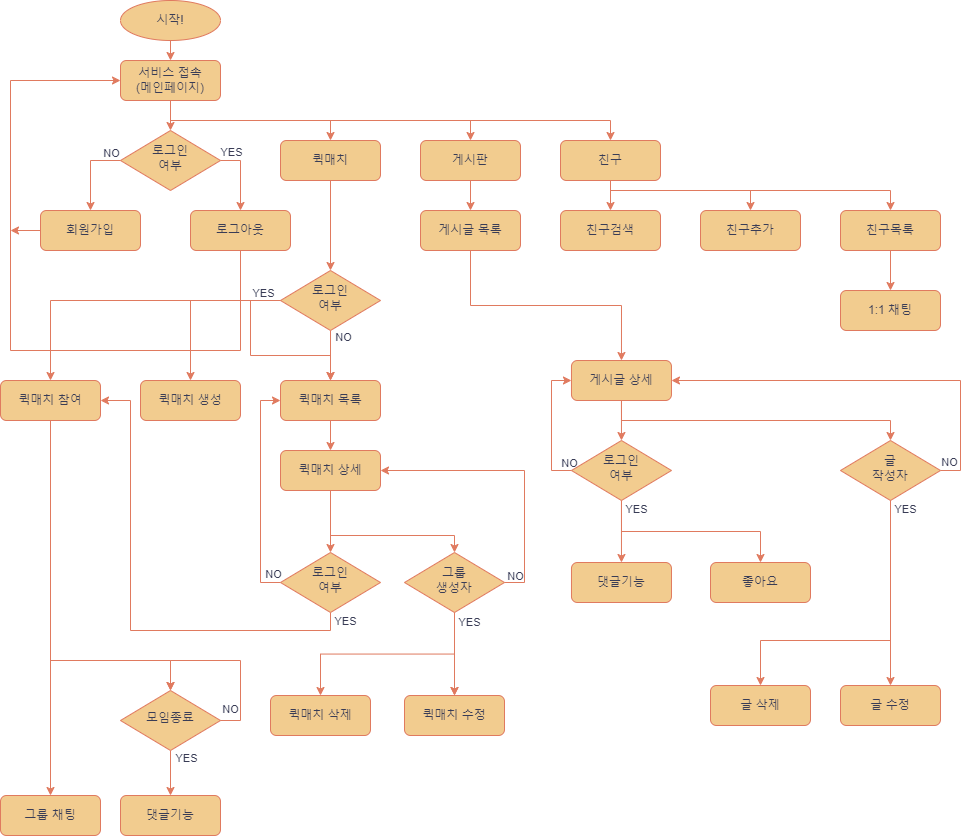 시작!
서비스 접속
(메인페이지)
로그인
여부
NO
YES
퀵매치
게시판
친구
회원가입
로그아웃
게시글 목록
친구검색
친구추가
친구목록
로그인
여부
YES
NO
1:1 채팅
퀵매치 참여
퀵매치 생성
퀵매치 목록
게시글 상세
퀵매치 상세
로그인
여부
NO
YES
글
작성자
NO
YES
로그인
여부
NO
YES
그룹
생성자
NO
YES
댓글기능
좋아요
모임종료
NO
YES
퀵매치 삭제
퀵매치 수정
글 삭제
글 수정
그룹 채팅
댓글기능